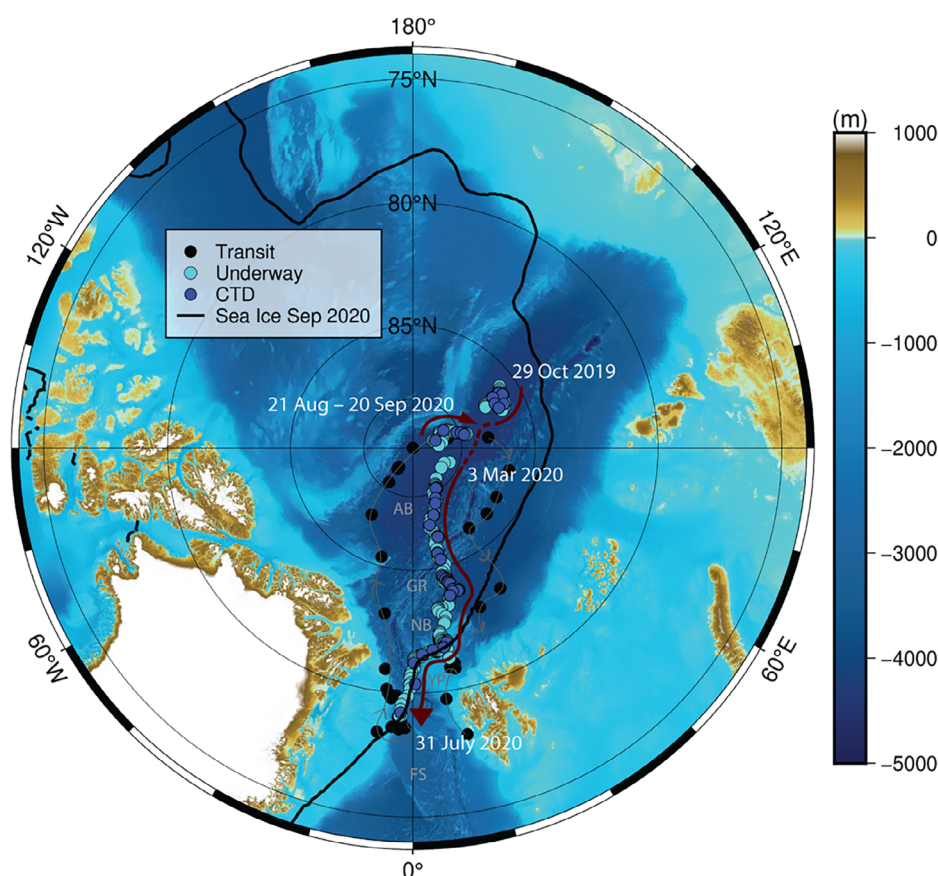 180°
75°N
(m)
1000
80°N
120°W
120°E
Transit
Underway
CTD
Sea Ice Sep 2020
0
85°N
−1000
29 Oct 2019
21 Aug – 20 Sep 2020
−2000
3 Mar 2020
AB
−3000
GR
NB
60°W
60°E
−4000
YP
31 July 2020
−5000
FS
0°